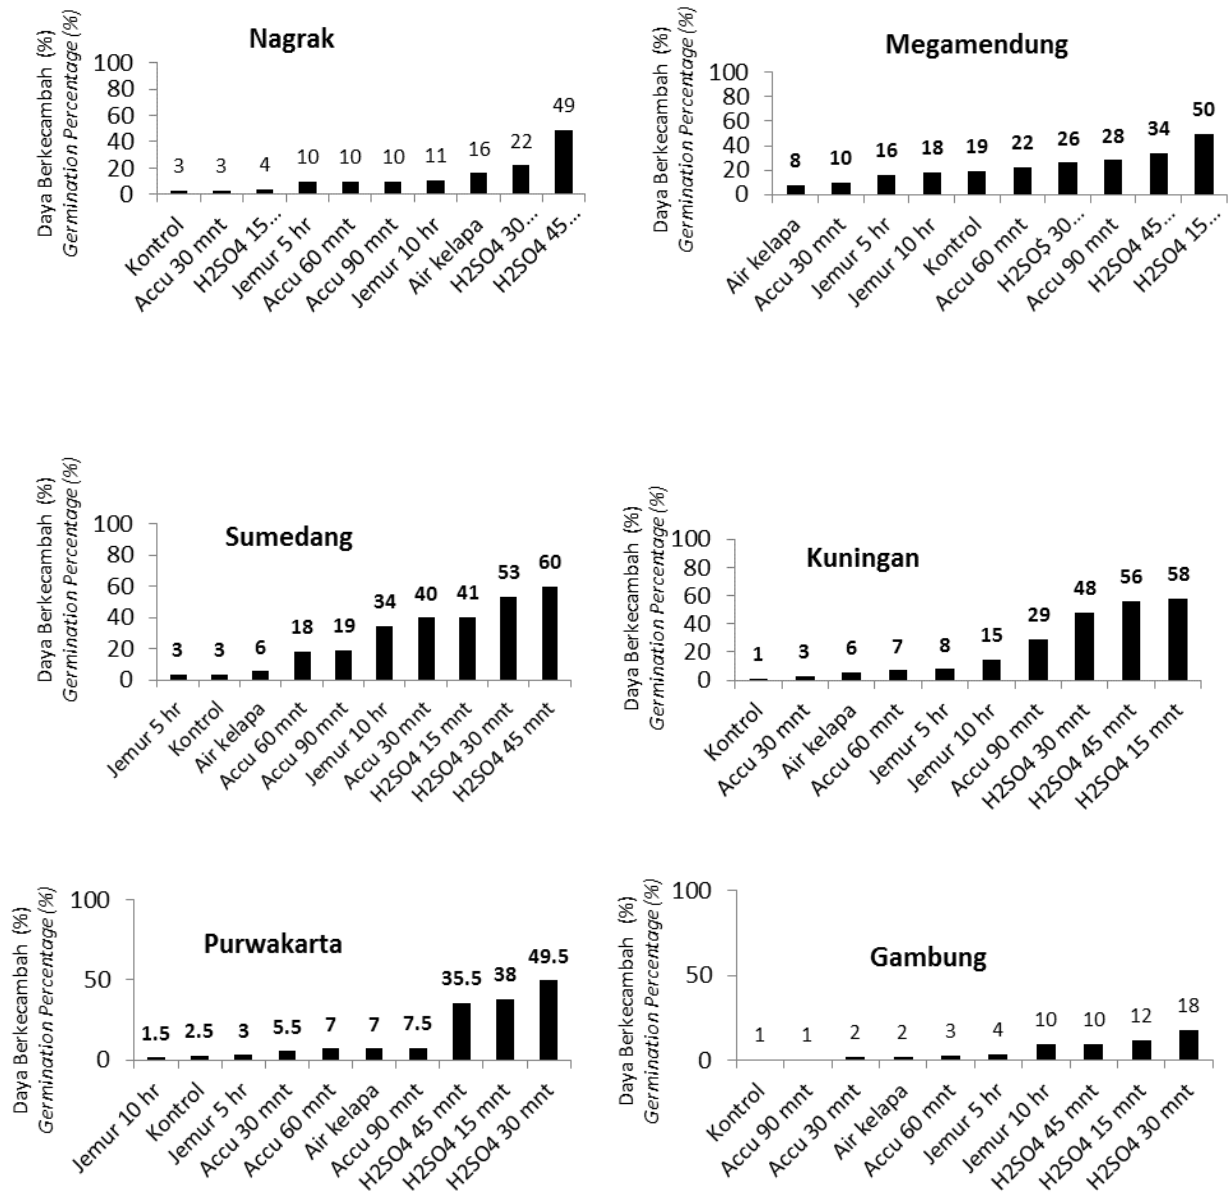 Nagrak
Daya Berkecambah (%)
Germination Percentage (%)
100
80
60
40
20
0
3
3
4
10
10
10
11
16
22
49
Kontrol
Accu 30 mnt
H2SO4 15...
Jemur 5 hr
Accu 60 mnt
Accu 90 mnt
Jemur 10 hr
Air kelapa
H2SO4 30...
H2SO4 45...
Megamendung
Daya Berkecambah (%)
Germination Percentage (%)
100
80
60
40
20
0
8
10
16
18
19
22
26
28
34
50
Air kelapa
Accu 30 mnt
Jemur 5 hr
Jemur 10 hr
Kontrol
Accu 60 mnt
H2SO$ 30...
Accu 90 mnt
H2SO4 45...
H2SO4 15...
Sumedang
Daya Berkecambah (%)
Germination Percentage (%)
100
80
60
40
20
0
3
3
6
18
19
34
40
41
53
60
Jemur 5 hr
Kontrol
Air kelapa
Accu 60 mnt
Accu 90 mnt
Jemur 10 hr
Accu 30 mnt
H2SO4 15 mnt
H2SO4 30 mnt
H2SO4 45 mnt
Kuningan
Daya Berkecambah (%)
Germination Percentage (%)
100
80
60
40
20
0
1
3
6
7
8
15
29
48
56
58
Kontrol
Accu 30 mnt
Air kelapa
Accu 60 mnt
Jemur 5 hr
Jemur 10 hr
Accu 90 mnt
H2SO4 30 mnt
H2SO4 45 mnt
H2SO4 15 mnt
Purwakarta
Daya Berkecambah (%)
Germination Percentage (%)
100
50
0
1.5
2.5
3
5.5
7
7
7.5
35.5
38
49.5
Jemur 10 hr
Kontrol
Jemur 5 hr
Accu 30 mnt
Accu 60 mnt
Air kelapa
Accu 90 mnt
H2SO4 45 mnt
H2SO4 15 mnt
H2SO4 30 mnt
Gambung
Daya Berkecambah (%)
Germination Percentage (%)
100
50
0
1
1
2
2
3
4
10
10
12
18
Kontrol
Accu 90 mnt
Accu 30 mnt
Air kelapa
Accu 60 mnt
Jemur 5 hr
Jemur 10 hr
H2SO4 45 mnt
H2SO4 15 mnt
H2SO4 30 mnt